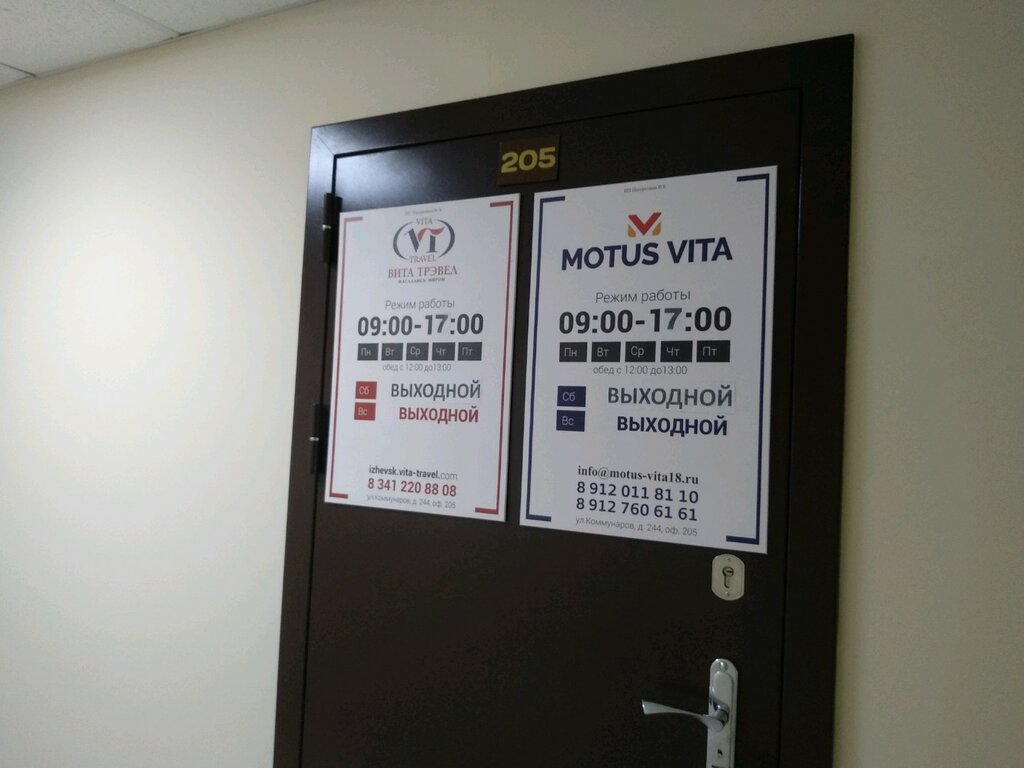 205
VITA
VT
TRAVEL
ВИТА ТРЭВЕЛ
НАСЛАДИСЬ МИРОМ
Режим работы
09:00-17:00
Пн Вт Ср Чт Пт
обед с 12:00 до13:00
Сб ВЫХОДНОЙ
Вс ВЫХОДНОЙ
izhevsk.vita-travel.com
8 341 220 88 08
ул.Коммунаров, д. 244, оф. 205
MOTUS VITA
Режим работы
09:00-17:00
Пн Вт Ср Чт Пт
обед с 12:00 до13:00
Сб ВЫХОДНОЙ
Вс ВЫХОДНОЙ
info@motus-vita18.ru
8 912 011 81 10
8 912 760 61 61
ул.Коммунаров, д. 244, оф. 205